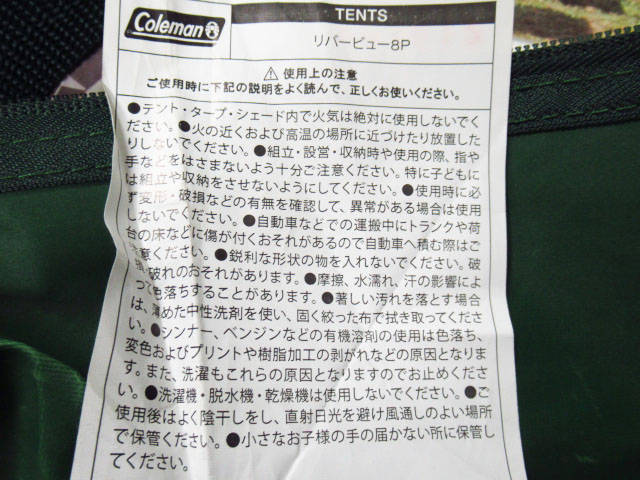 Coleman
TENTS
リバービュー8P
⚠使用上の注意
ご使用時に下記の説明をよく読んで、正しくお使いください。
●テント・タープ・シェード内で火気は絶対に使用しないでく
ださい。●火の近くおよび高温の場所に近づけたり放置した
りしないでください。●組立・設営・収納時や使用の際、指や
手などをはさまないよう十分ご注意ください。特に子どもに
は組立や収納をさせないようにしてください。●使用時に必
ず変形・破損などの有無を確認して、異常がある場合は使用
しないでください。●自動車などでの運搬中にトランクや荷
台の床などに傷が付くおそれがあるので自動車へ積む際はご
注意ください。●鋭利な形状の物を入れないでください。破
損、破れのおそれがあります。●摩擦、水濡れ、汗の影響によ
っても色落ちすることがあります。●著しい汚れを落とす場合
は、薄めた中性洗剤を使い、固く絞った布で拭き取ってくださ
い。●シンナー、ベンジンなどの有機溶剤の使用は色落ち、
変色およびプリントや樹脂加工の剥がれなどの原因となりま
す。また、洗濯もこれらの原因となりますのでお止めくださ
い。●洗濯機・脱水機・乾燥機は使用しないでください。●ご
使用後はよく陰干しをし、直射日光を避け風通しのよい場所
で保管ください。●小さなお子様の手の届かない所に保管し
てください。